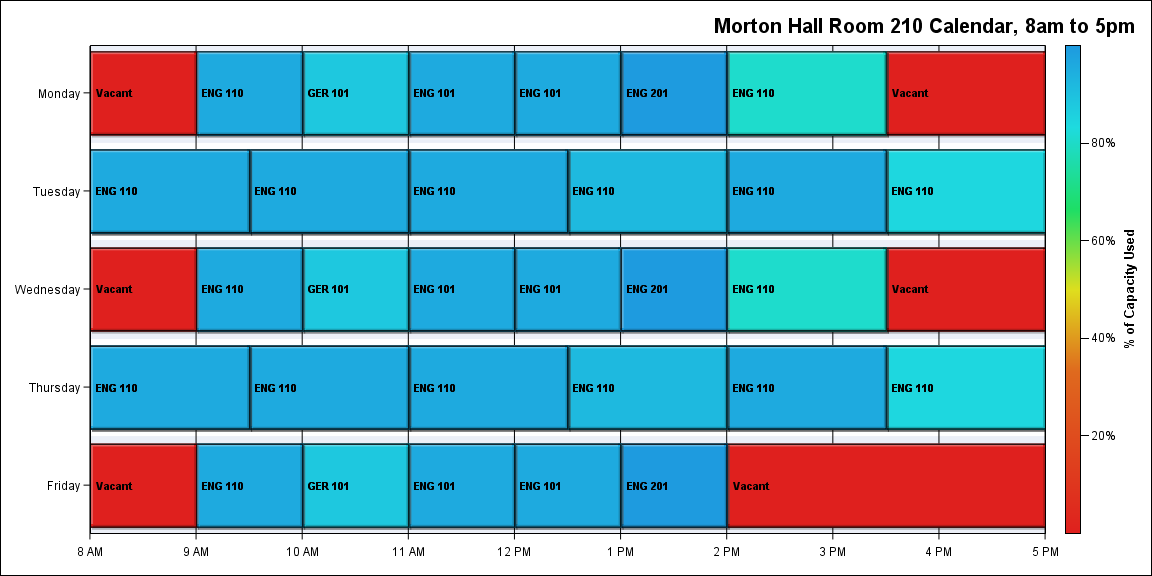 Morton Hall Room 210 Calendar, 8am to 5pm
Monday
Vacant
ENG 110
GER 101
ENG 101
ENG 101
ENG 201
ENG 110
Vacant
Tuesday
ENG 110
ENG 110
ENG 110
ENG 110
ENG 110
ENG 110
Wednesday
Vacant
ENG 110
GER 101
ENG 101
ENG 101
ENG 201
ENG 110
Vacant
Thursday
ENG 110
ENG 110
ENG 110
ENG 110
ENG 110
ENG 110
Friday
Vacant
ENG 110
GER 101
ENG 101
ENG 101
ENG 201
Vacant
8 AM
9 AM
10 AM
11 AM
12 PM
1 PM
2 PM
3 PM
4 PM
5 PM
80%
60%
40%
20%
% of Capacity Used